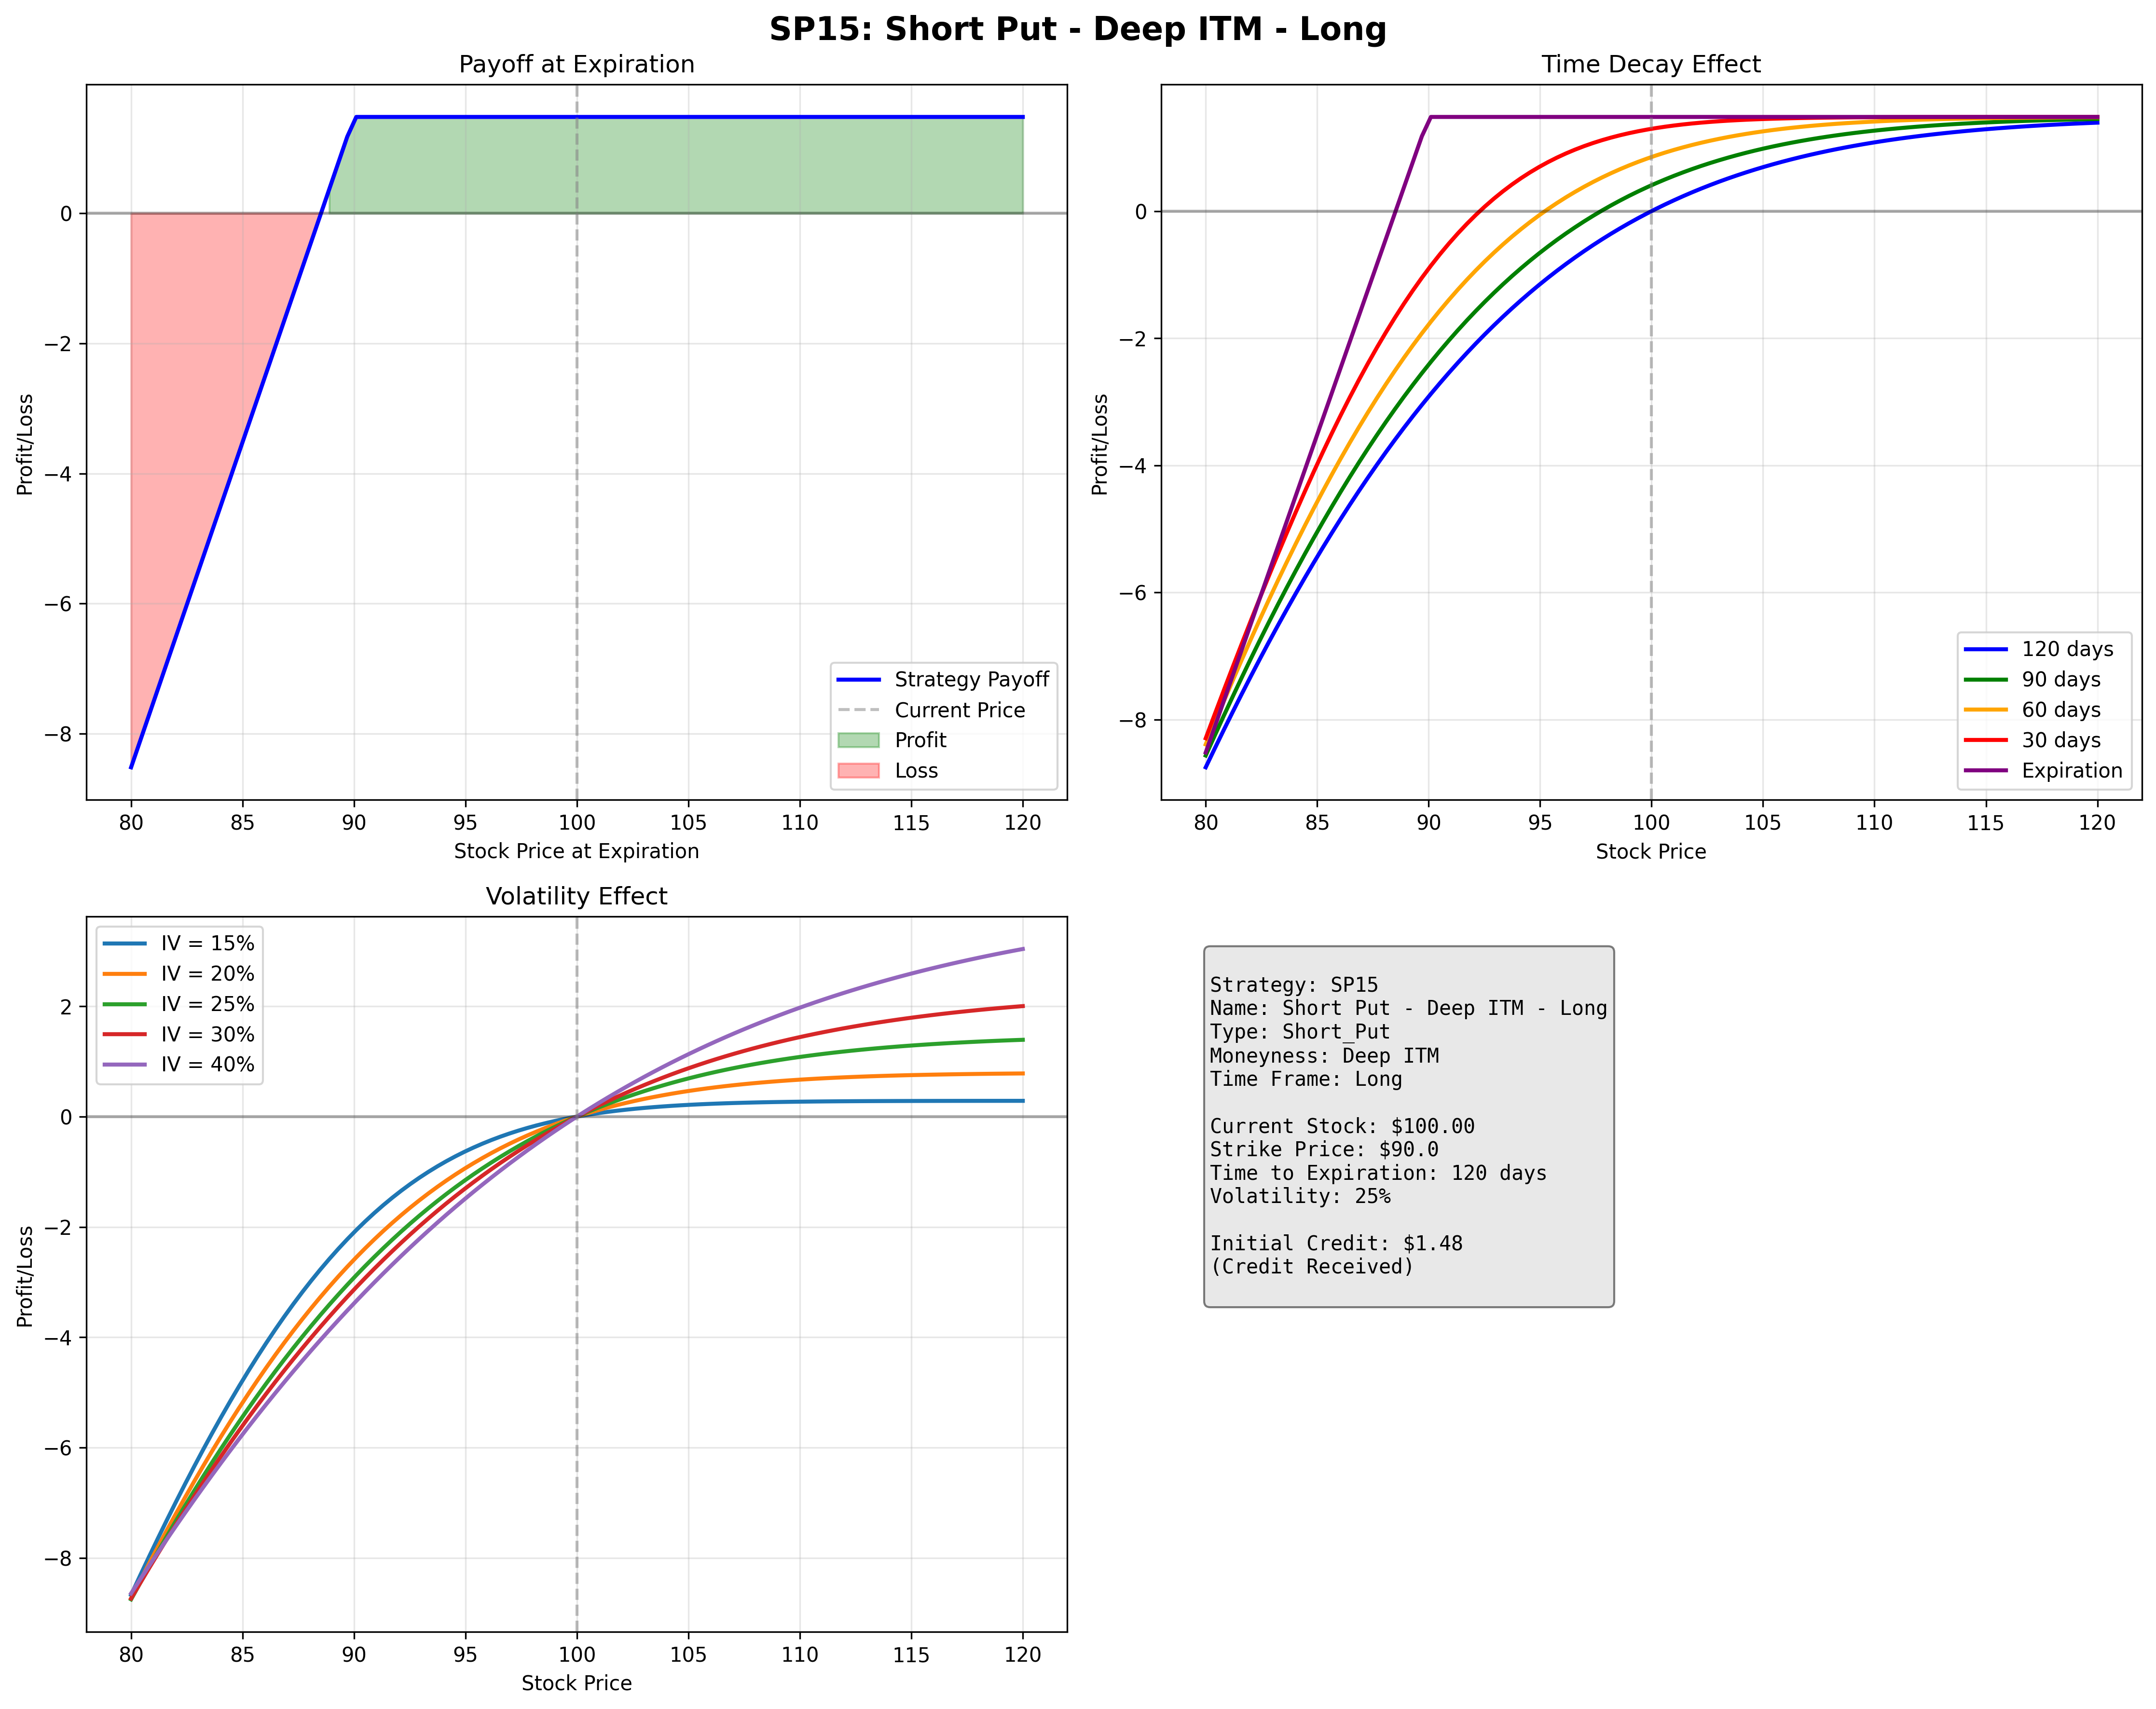 SP15: Short Put - Deep ITM - Long
Payoff at Expiration
Profit/Loss
0
−2
−4
−6
−8
80 85 90 95 100 105 110 115 120
Stock Price at Expiration
Strategy Payoff
Current Price
Profit
Loss
Time Decay Effect
Profit/Loss
0
−2
−4
−6
−8
80 85 90 95 100 105 110 115 120
Stock Price
120 days
90 days
60 days
30 days
Expiration
Volatility Effect
Profit/Loss
2
0
−2
−4
−6
−8
80 85 90 95 100 105 110 115 120
Stock Price
IV = 15%
IV = 20%
IV = 25%
IV = 30%
IV = 40%
Strategy: SP15
Name: Short Put - Deep ITM - Long
Type: Short_Put
Moneyness: Deep ITM
Time Frame: Long
Current Stock: $100.00
Strike Price: $90.0
Time to Expiration: 120 days
Volatility: 25%
Initial Credit: $1.48
(Credit Received)